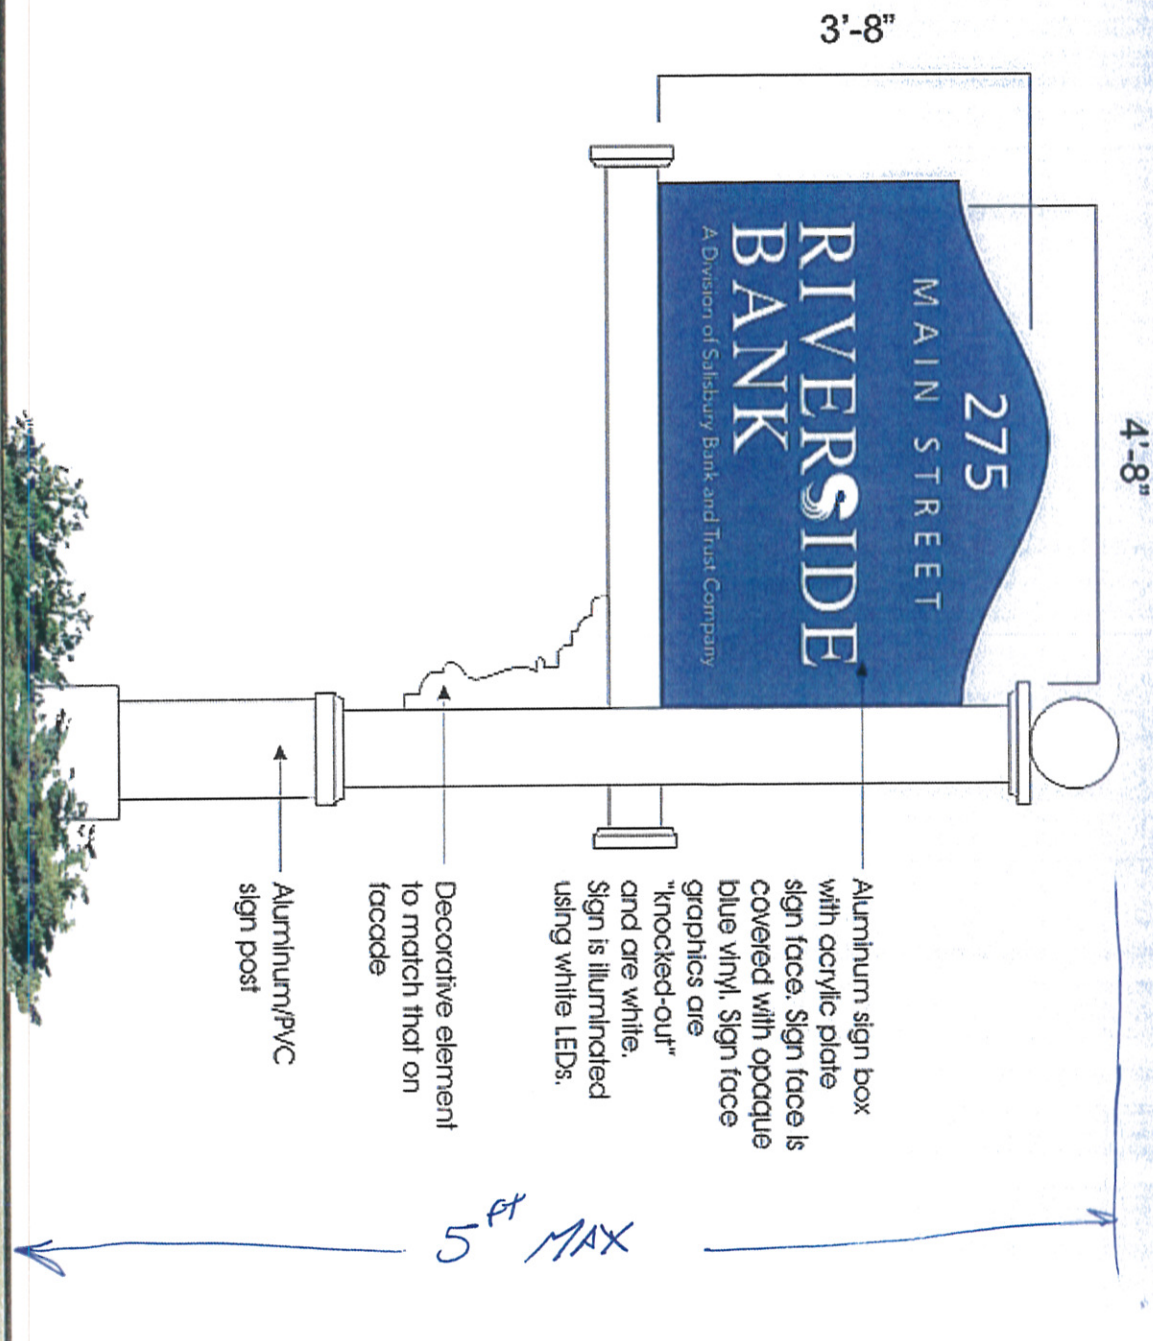 4'-8"
3'-8"
275
MAIN STREET
RIVERSIDE
BANK
A Division of Salisbury Bank and Trust Company
Aluminum sign box
with acrylic plate
sign face. Sign face is
covered with opaque
blue vinyl. Sign face
graphics are
"knocked-out"
and are white.
Sign is illuminated
using white LEDs.
Decorative element
to match that on
facade
Aluminum/PVC
sign post
5 ft MAX